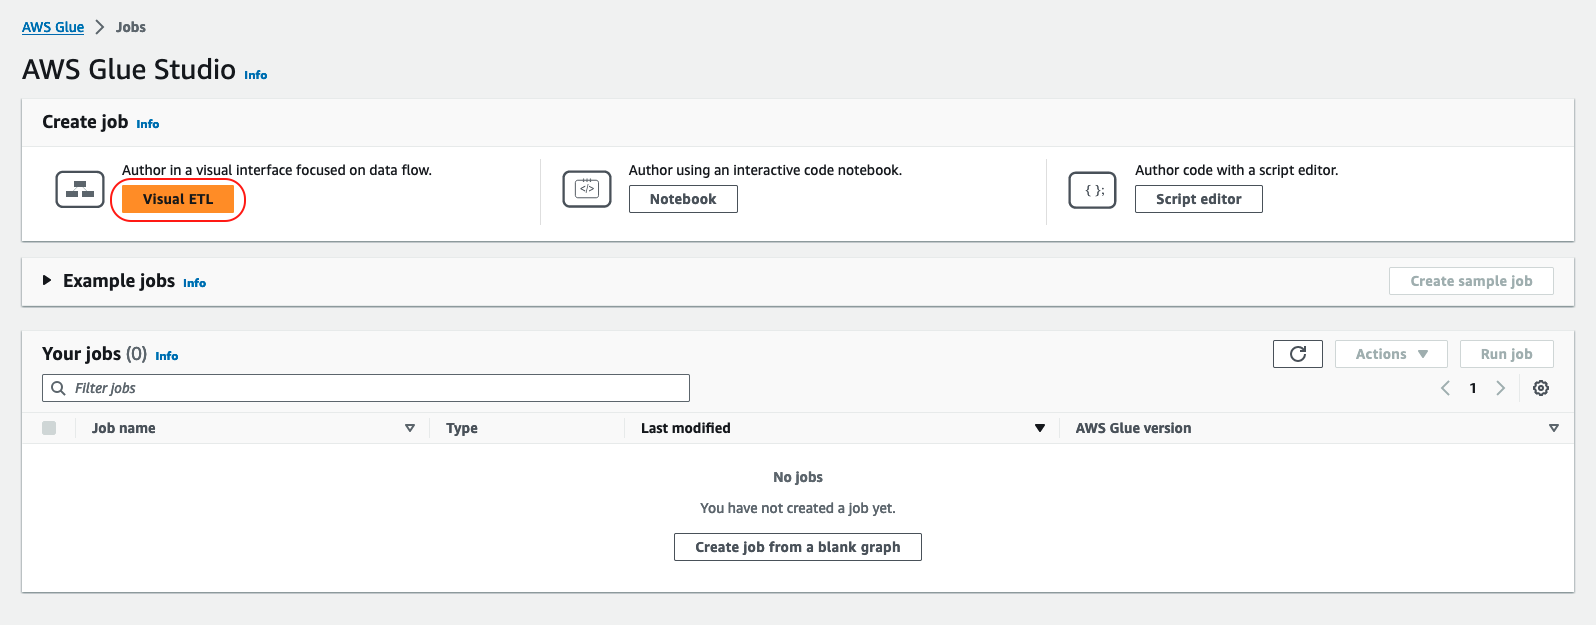 AWS Glue > Jobs
AWS Glue Studio Info
Create job Info
Author in a visual interface focused on data flow.
Visual ETL
</>
Author using an interactive code notebook.
Notebook
{ };
Author code with a script editor.
Script editor
Example jobs Info
Create sample job
Your jobs (0) Info
Actions
Run job
Filter jobs
1
Job name Type Last modified AWS Glue version
No jobs
You have not created a job yet.
Create job from a blank graph